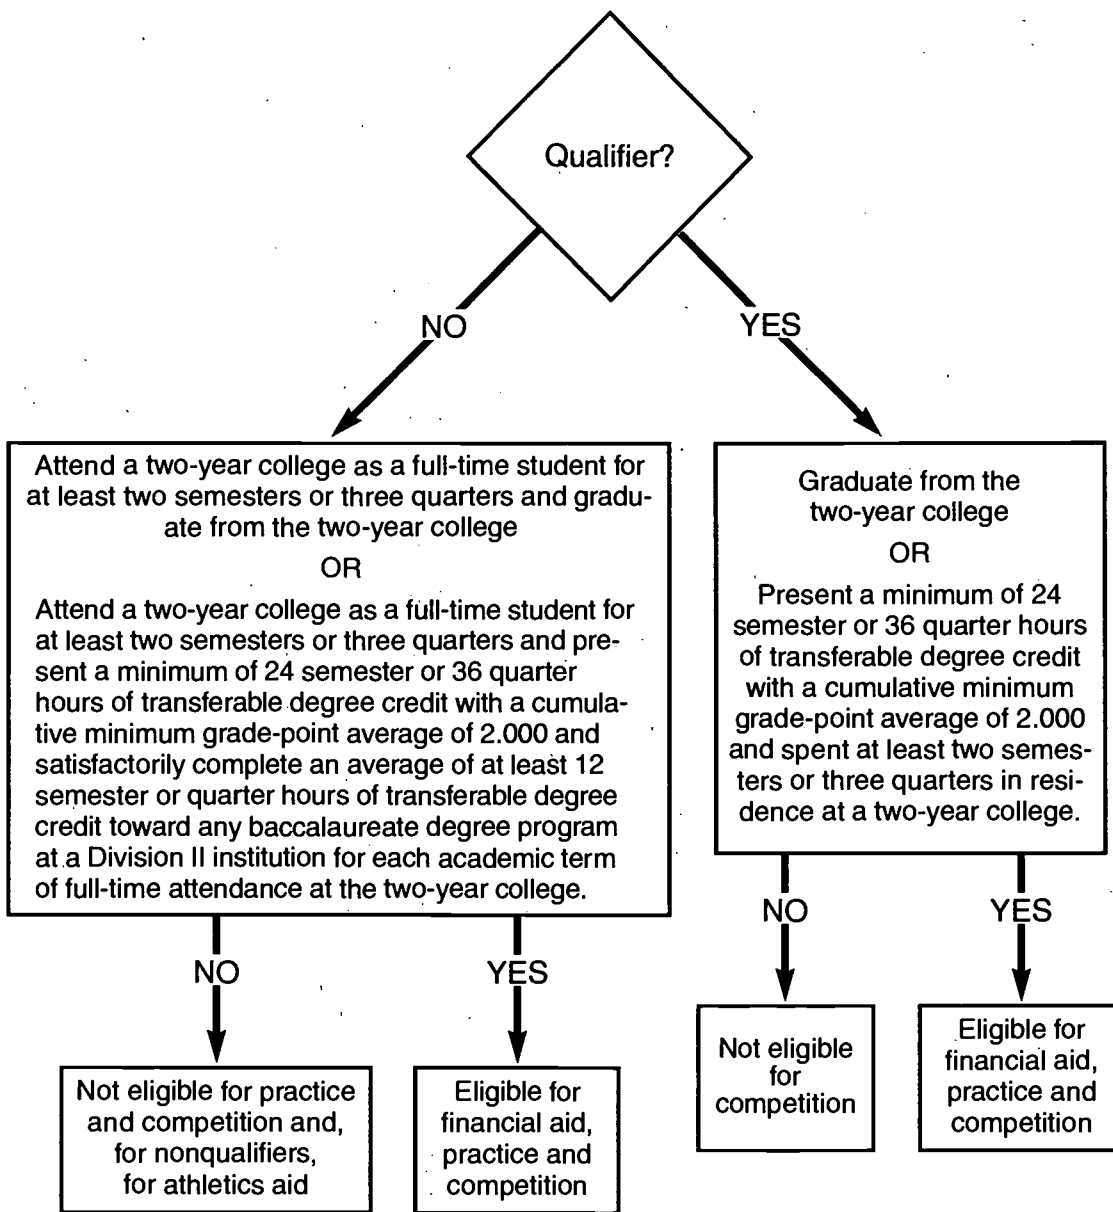 Qualifier?
NO
YES
Attend a two-year college as a full-time student for
at least two semesters or three quarters and gradu-
ate from the two-year college
OR
Attend a two-year college as a full-time student for
at least two semesters or three quarters and pre-
sent a minimum of 24 semester or 36 quarter
hours of transferable degree credit with a cumula-
tive minimum grade-point average of 2.000 and
satisfactorily complete an average of at least 12
semester or quarter hours of transferable degree
credit toward any baccalaureate degree program
at a Division II institution for each academic term
of full-time attendance at the two-year college.
Graduate from the
two-year college
OR
Present a minimum of 24
semester or 36 quarter hours
of transferable degree credit
with a cumulative minimum
grade-point average of 2.000
and spent at least two semes-
ters or three quarters in resi-
dence at a two-year college.
NO
YES
NO
YES
Not eligible for practice
and competition and,
for nonqualifiers,
for athletics aid
Eligible for
financial aid,
practice and
competition
Not eligible
for
competition
Eligible for
financial aid,
practice and
competition